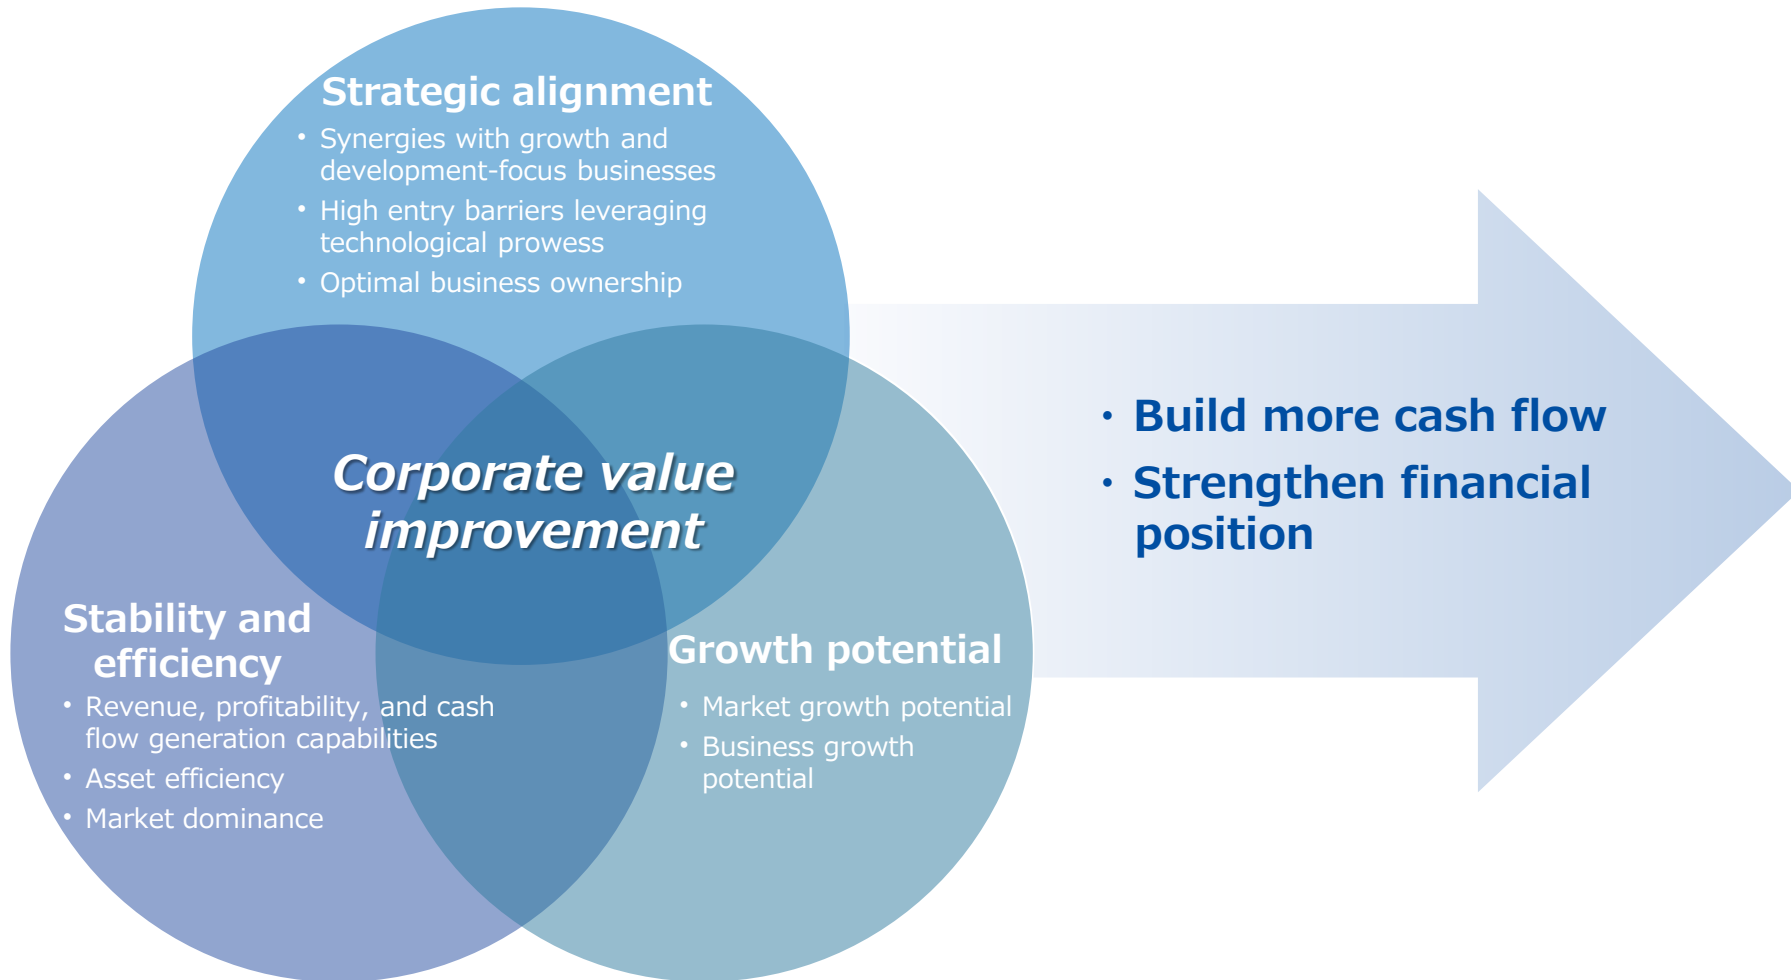 Strategic alignment
・ Synergies with growth and
development-focus businesses
・ High entry barriers leveraging
technological prowess
・ Optimal business ownership
Corporate value
improvement
Stability and
efficiency
・ Revenue, profitability, and cash
flow generation capabilities
・ Asset efficiency
・ Market dominance
Growth potential
・ Market growth potential
・ Business growth
potential
・ Build more cash flow
・ Strengthen financial
position